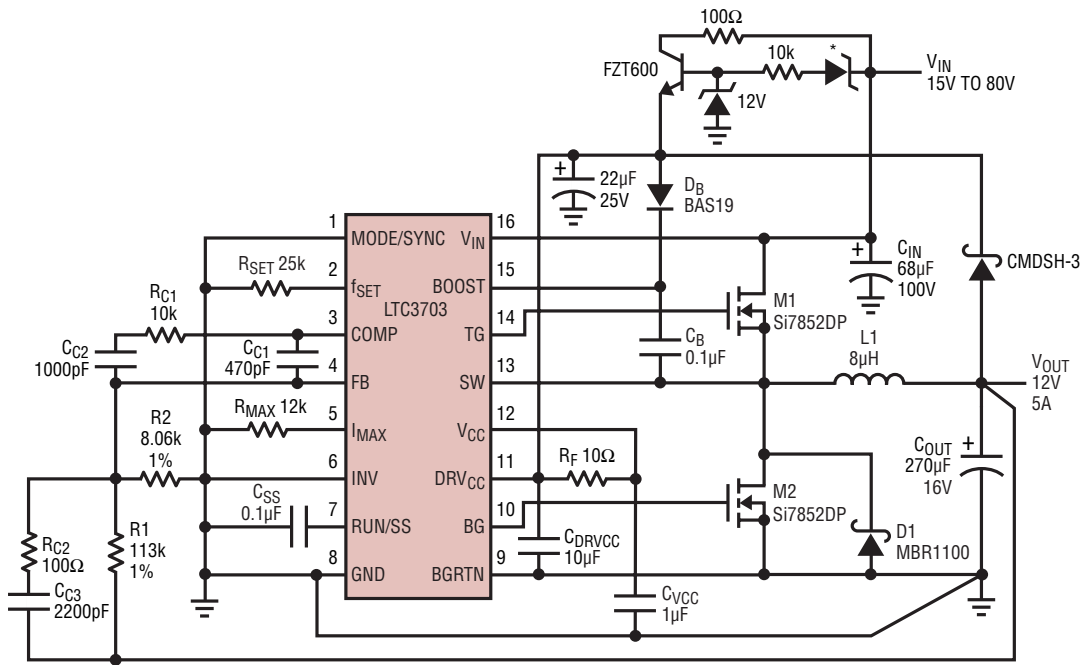 100Ω
10k
*
FZT600
12V
V_IN
15V TO 80V
+
22µF
25V
D_B
BAS19
1
MODE/SYNC
V_IN
16
R_SET 25k
2
f_SET
BOOST
15
LTC3703
+
C_IN
68µF
100V
CMDSH-3
R_C1
10k
3
COMP
TG
14
M1
Si7852DP
C_C2
1000pF
C_C1
470pF
4
FB
SW
13
C_B
0.1µF
L1
8µH
V_OUT
12V
5A
R_MAX 12k
5
I_MAX
V_CC
12
R2
8.06k
1%
6
INV
DRV_CC
11
R_F 10Ω
C_OUT
270µF
16V
+
C_SS
0.1µF
7
RUN/SS
BG
10
M2
Si7852DP
R1
113k
1%
R_C2
100Ω
C_C3
2200pF
8
GND
BGRTN
9
C_DRVCC
10µF
D1
MBR1100
C_VCC
1µF